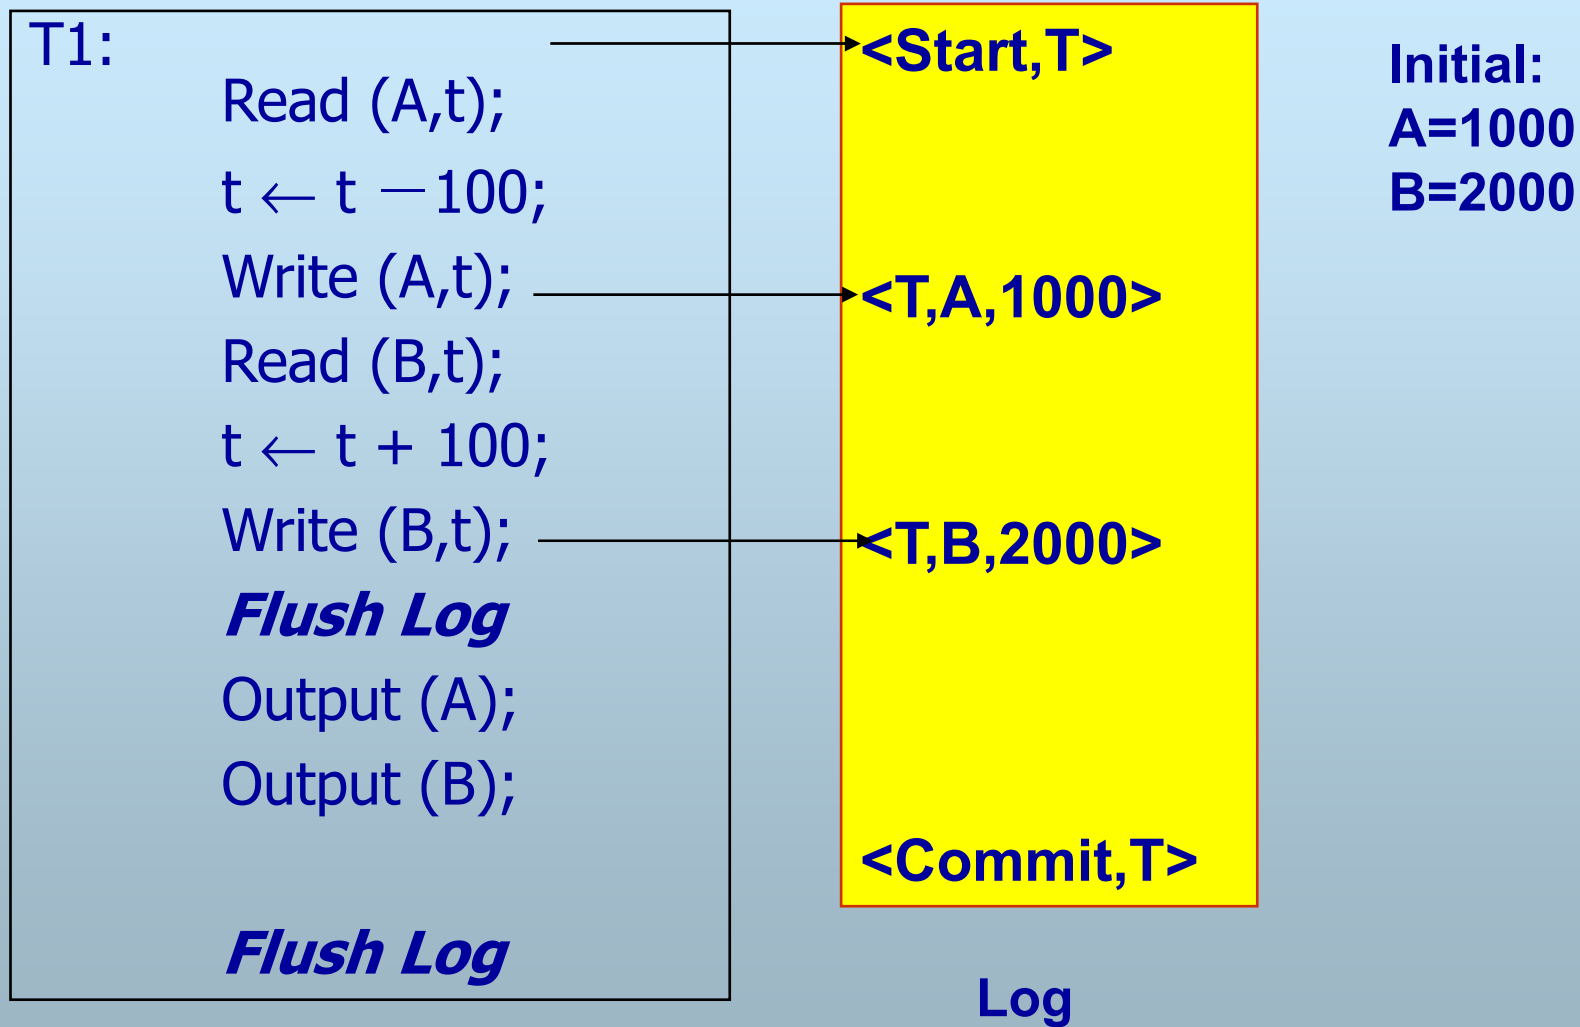 T1:
Read (A,t);
t ← t －100;
Write (A,t);
Read (B,t);
t ← t + 100;
Write (B,t);
Flush Log
Output (A);
Output (B);
Flush Log
<Start,T>
<T,A,1000>
<T,B,2000>
<Commit,T>
Log
Initial:
A=1000
B=2000